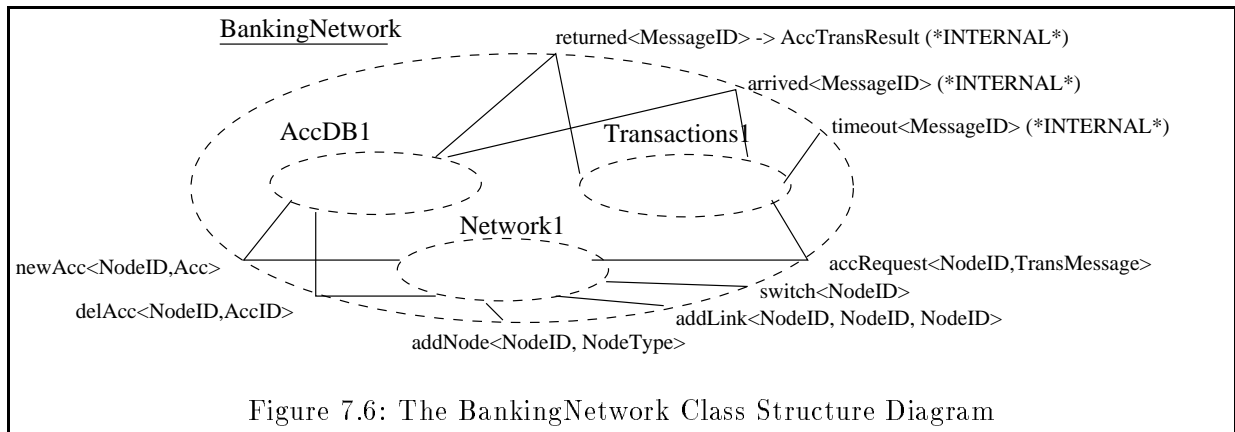 BankingNetwork
returned<MessageID> -> AccTransResult (*INTERNAL*)
arrived<MessageID> (*INTERNAL*)
timeout<MessageID> (*INTERNAL*)
AccDB1
Transactions1
Network1
newAcc<NodeID,Acc>
accRequest<NodeID,TransMessage>
switch<NodeID>
delAcc<NodeID,AccID>
addLink<NodeID, NodeID, NodeID>
addNode<NodeID, NodeType>
Figure 7.6: The BankingNetwork Class Structure Diagram